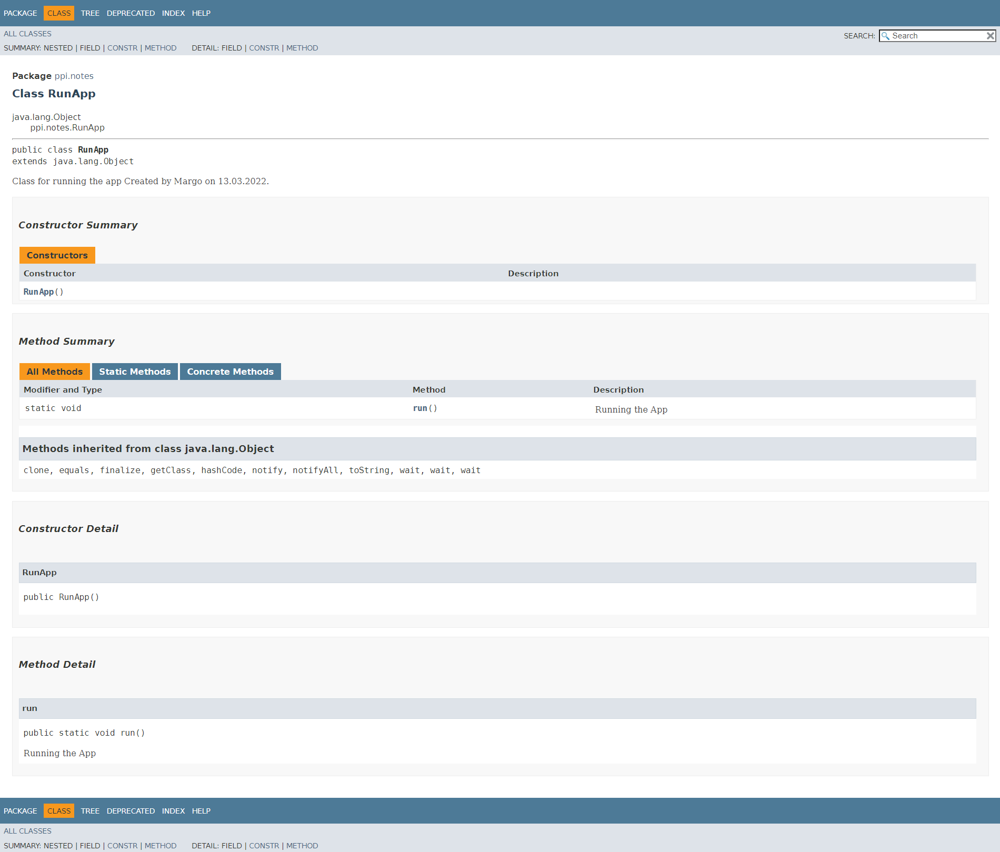 PACKAGE CLASS TREE DEPRECATED INDEX HELP
ALL CLASSES
SEARCH: Search
SUMMARY: NESTED | FIELD | CONSTR | METHOD DETAIL: FIELD | CONSTR | METHOD
Package ppi.notes
Class RunApp
java.lang.Object
ppi.notes.RunApp
public class RunApp
extends java.lang.Object
Class for running the app Created by Margo on 13.03.2022.
Constructor Summary
Constructors
Constructor Description
RunApp()
Method Summary
All Methods Static Methods Concrete Methods
Modifier and Type Method Description
static void run() Running the App
Methods inherited from class java.lang.Object
clone, equals, finalize, getClass, hashCode, notify, notifyAll, toString, wait, wait, wait
Constructor Detail
RunApp
public RunApp()
Method Detail
run
public static void run()
Running the App
PACKAGE CLASS TREE DEPRECATED INDEX HELP
ALL CLASSES
SUMMARY: NESTED | FIELD | CONSTR | METHOD DETAIL: FIELD | CONSTR | METHOD